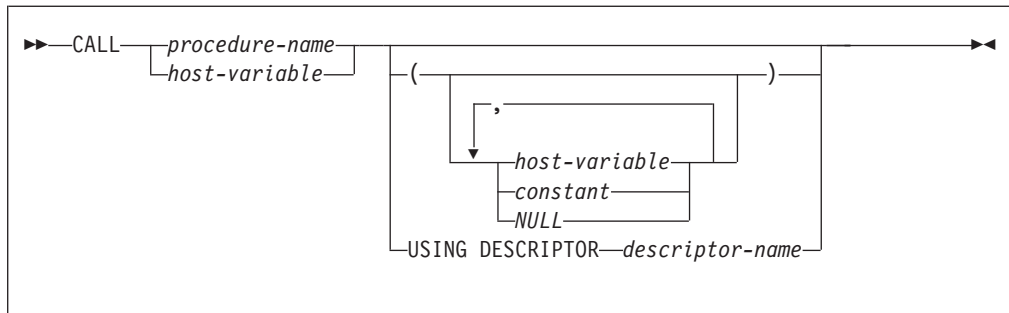 CALL procedure-name
host-variable
( )
,
host-variable
constant
NULL
USING DESCRIPTOR descriptor-name